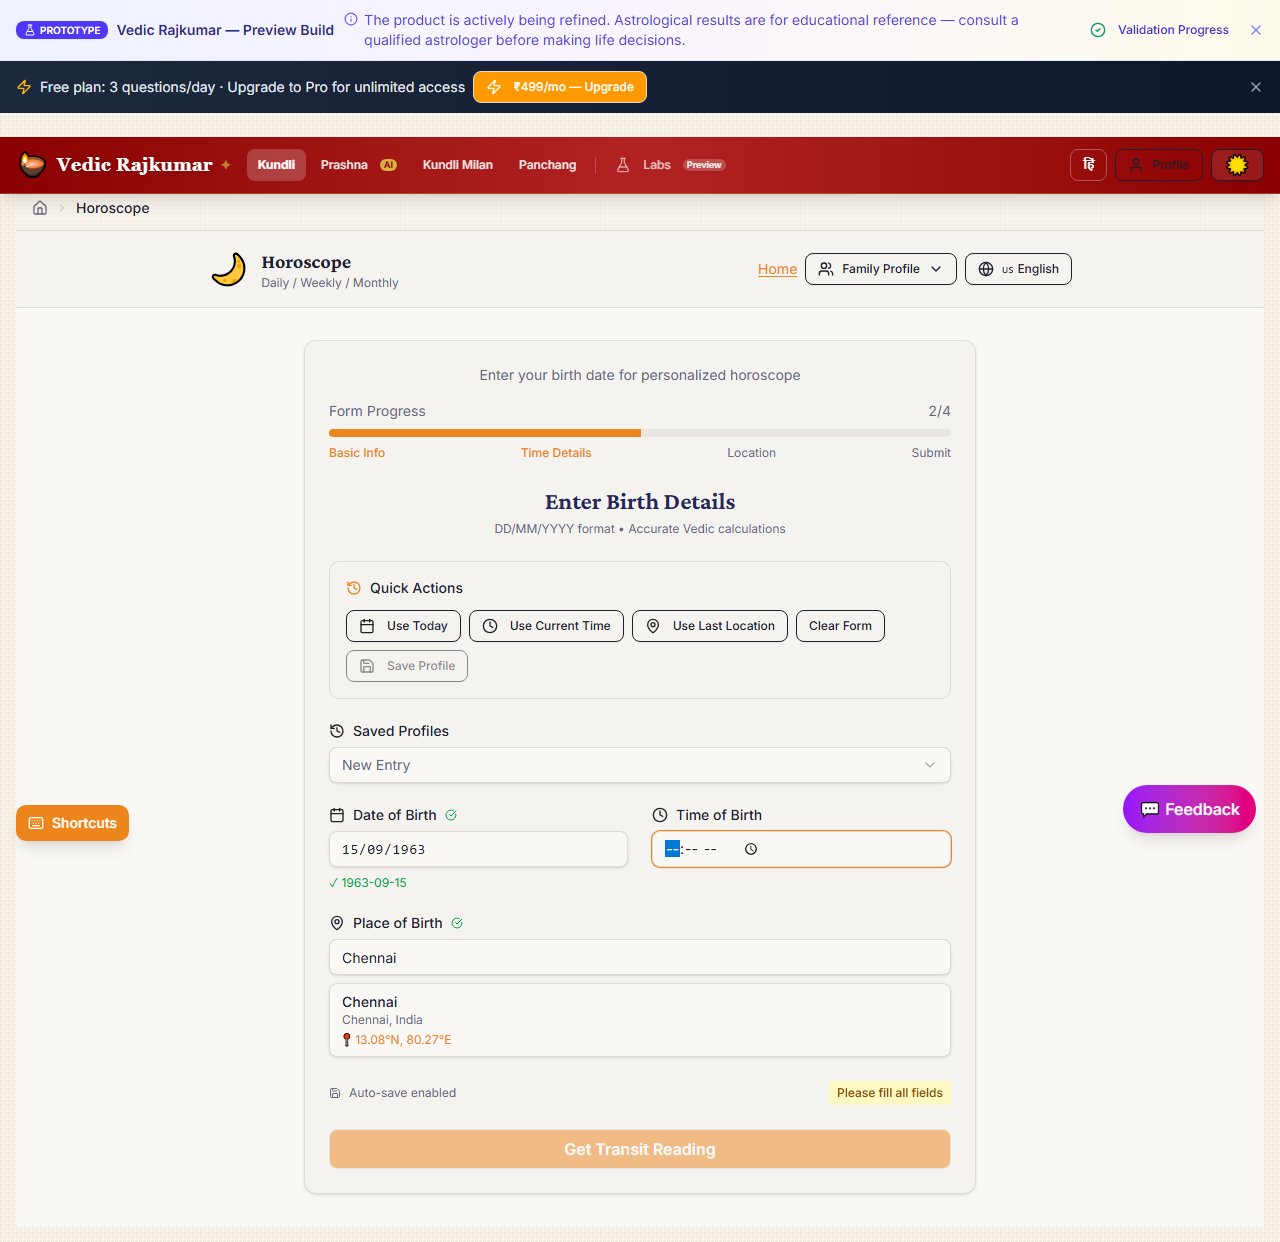 PROTOTYPE Vedic Rajkumar — Preview Build
The product is actively being refined. Astrological results are for educational reference — consult a
qualified astrologer before making life decisions.
Validation Progress
Free plan: 3 questions/day · Upgrade to Pro for unlimited access
₹499/mo — Upgrade
Vedic Rajkumar
Kundli
Prashna AI
Kundli Milan
Panchang
Labs Preview
हिं
Profile
Horoscope
Horoscope
Daily / Weekly / Monthly
Home
Family Profile
US English
Enter your birth date for personalized horoscope
Form Progress 2/4
Basic Info Time Details Location Submit
Enter Birth Details
DD/MM/YYYY format • Accurate Vedic calculations
Quick Actions
Use Today
Use Current Time
Use Last Location
Clear Form
Save Profile
Saved Profiles
New Entry
Date of Birth
15/09/1963
✓ 1963-09-15
Time of Birth
--:-- --
Place of Birth
Chennai
Chennai
Chennai, India
📍 13.08°N, 80.27°E
Auto-save enabled
Please fill all fields
Get Transit Reading
Shortcuts
💬 Feedback